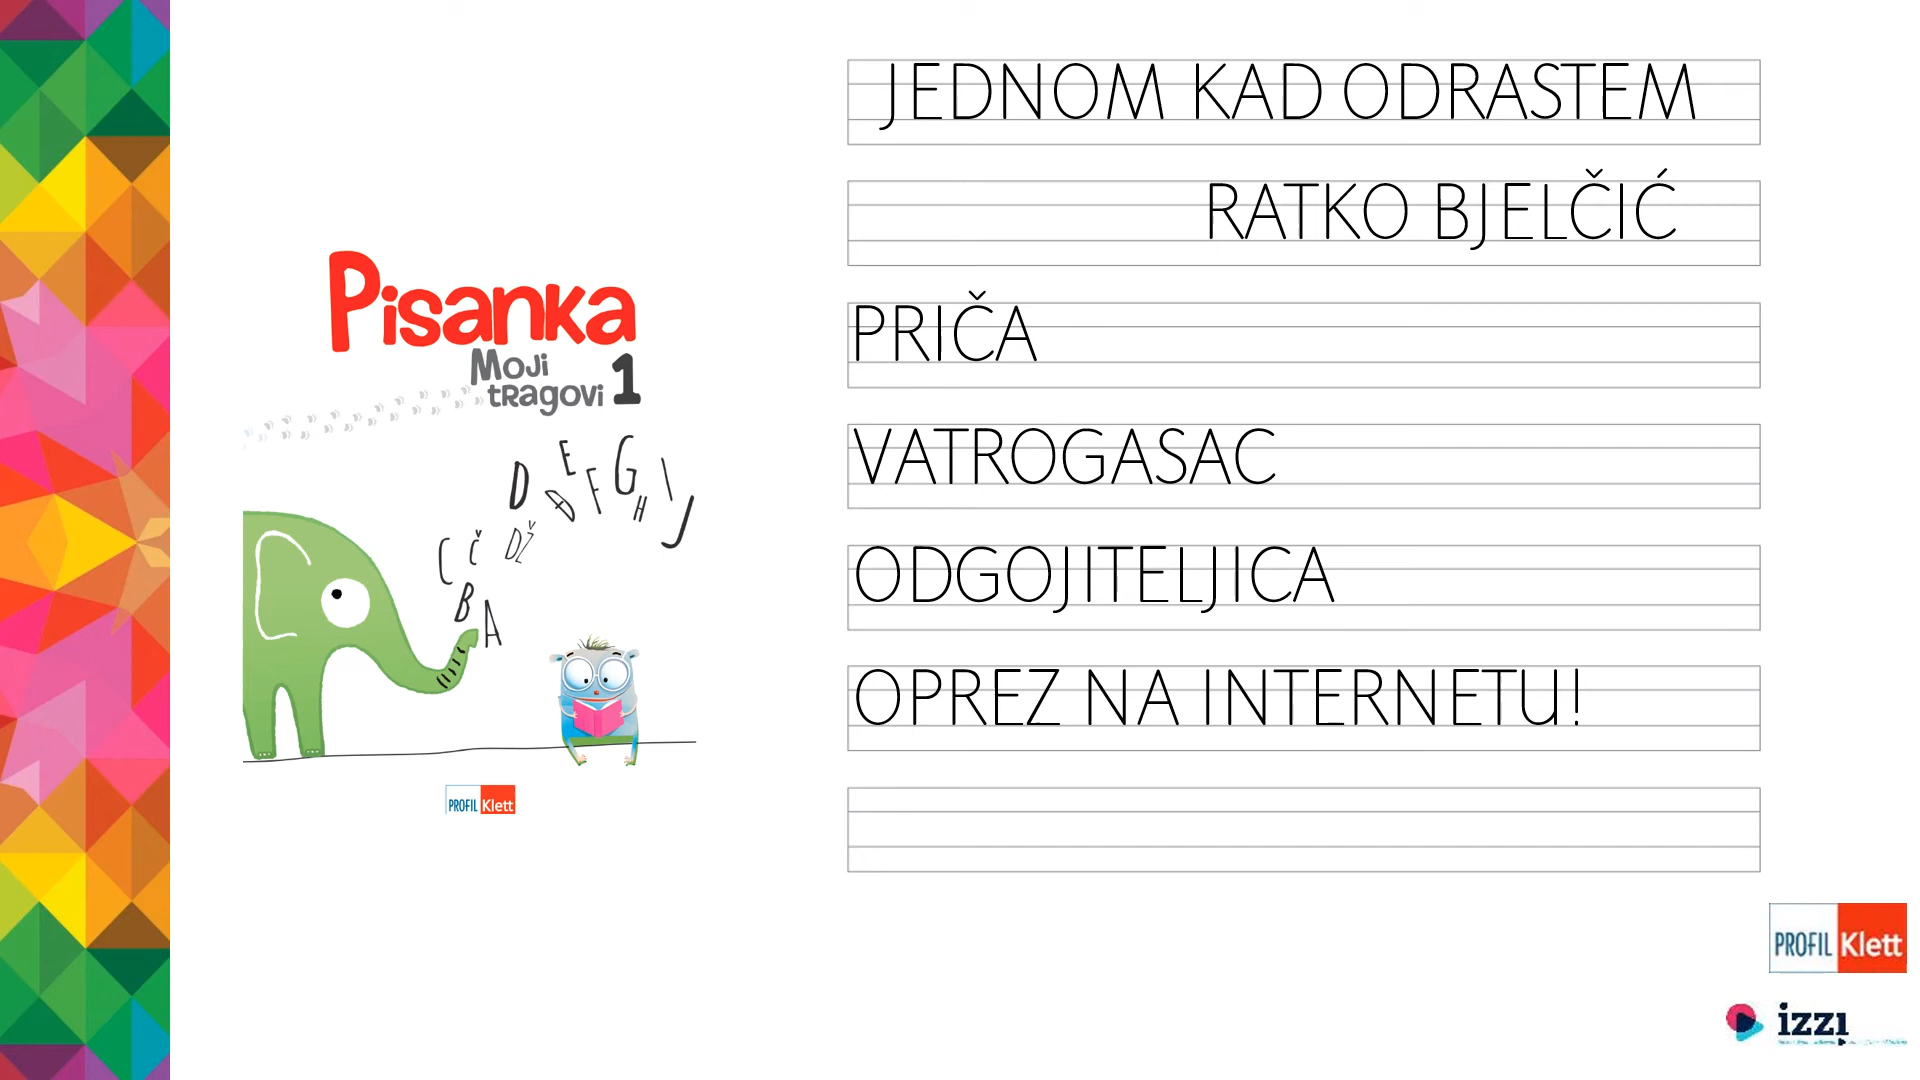 Pisanka
Moji
tragovi 1
D E F G H I J
C Č DŽ Đ
B A
PROFIL Klett
JEDNOM KAD ODRASTEM
RATKO BJELČIĆ
PRIČA
VATROGASAC
ODGOJITELJICA
OPREZ NA INTERNETU!
PROFIL Klett
izzi